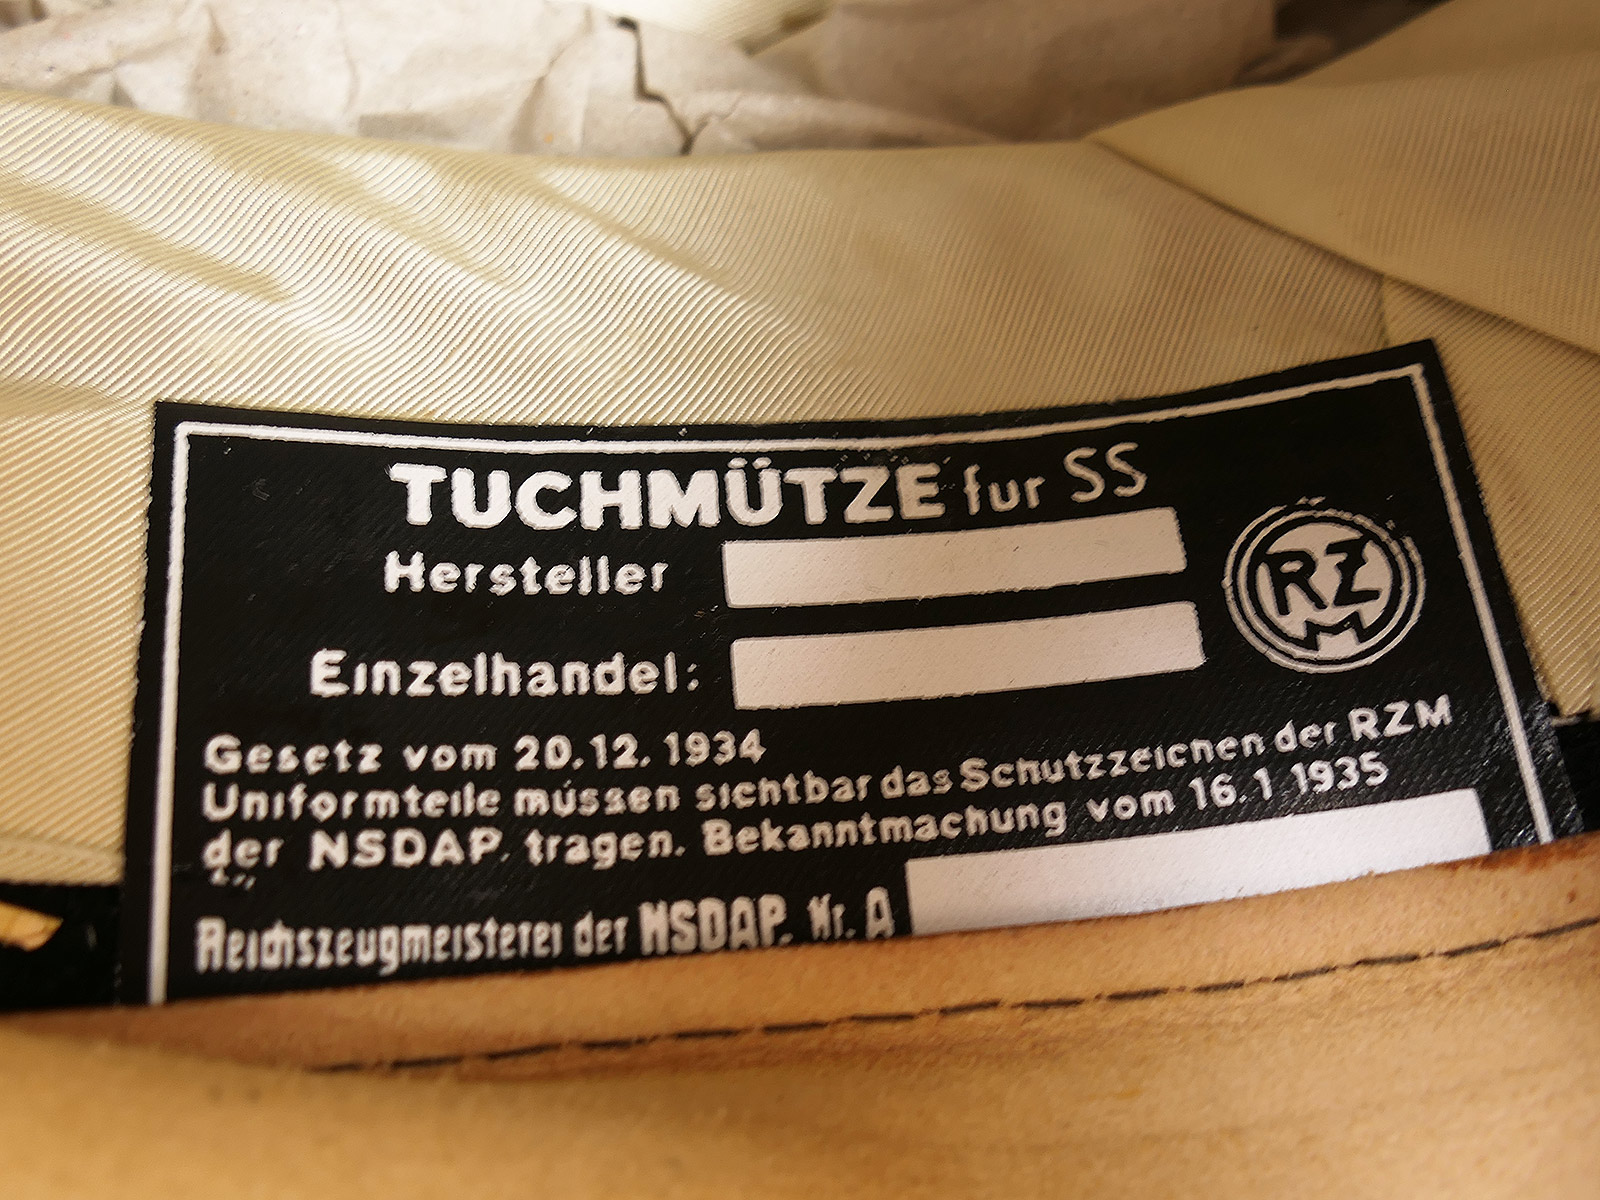 TUCHMÜTZE fur SS
Hersteller
RZM
Einzelhandel:
Gesetz vom 20.12.1934
Uniformteile müssen sichtbar das Schutzzeichen der RZM
der NSDAP. tragen. Bekanntmachung vom 16.1 1935
Reichszeugmeisterei der NSDAP. Nr. A